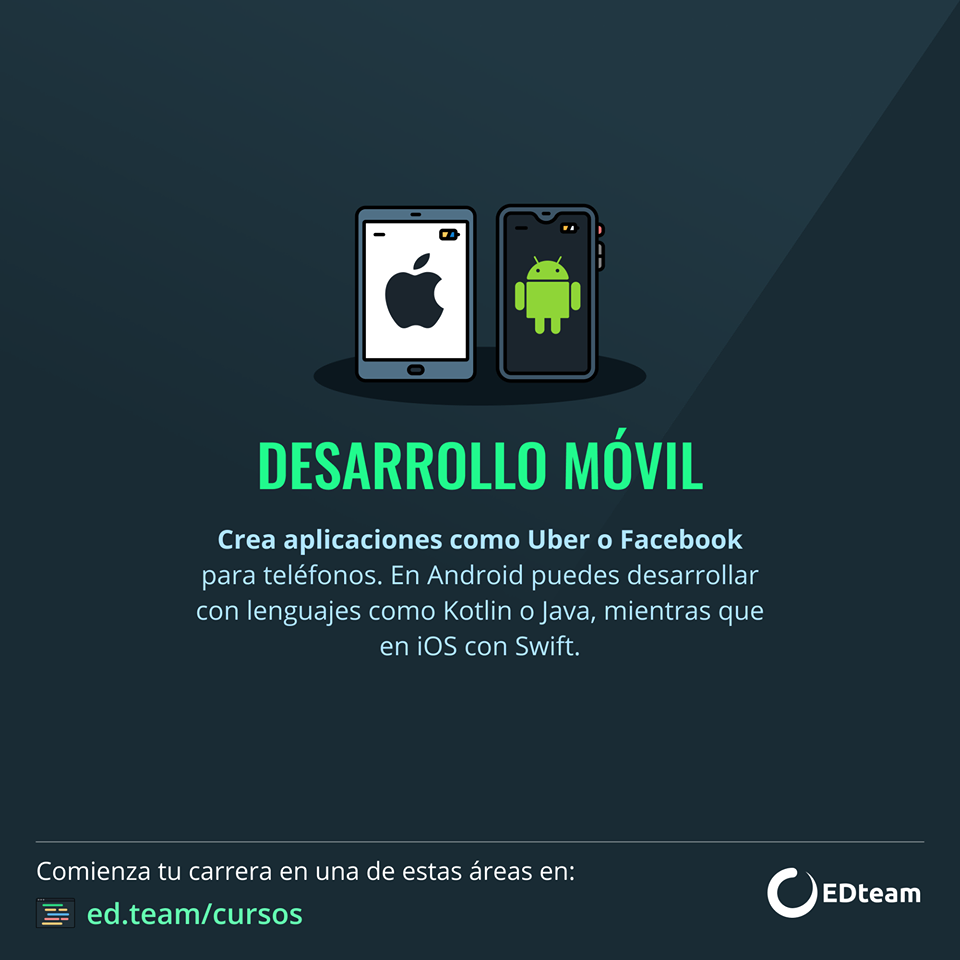 DESARROLLO MÓVIL
Crea aplicaciones como Uber o Facebook
para teléfonos. En Android puedes desarrollar
con lenguajes como Kotlin o Java, mientras que
en iOS con Swift.
Comienza tu carrera en una de estas áreas en:
ed.team/cursos
EDteam